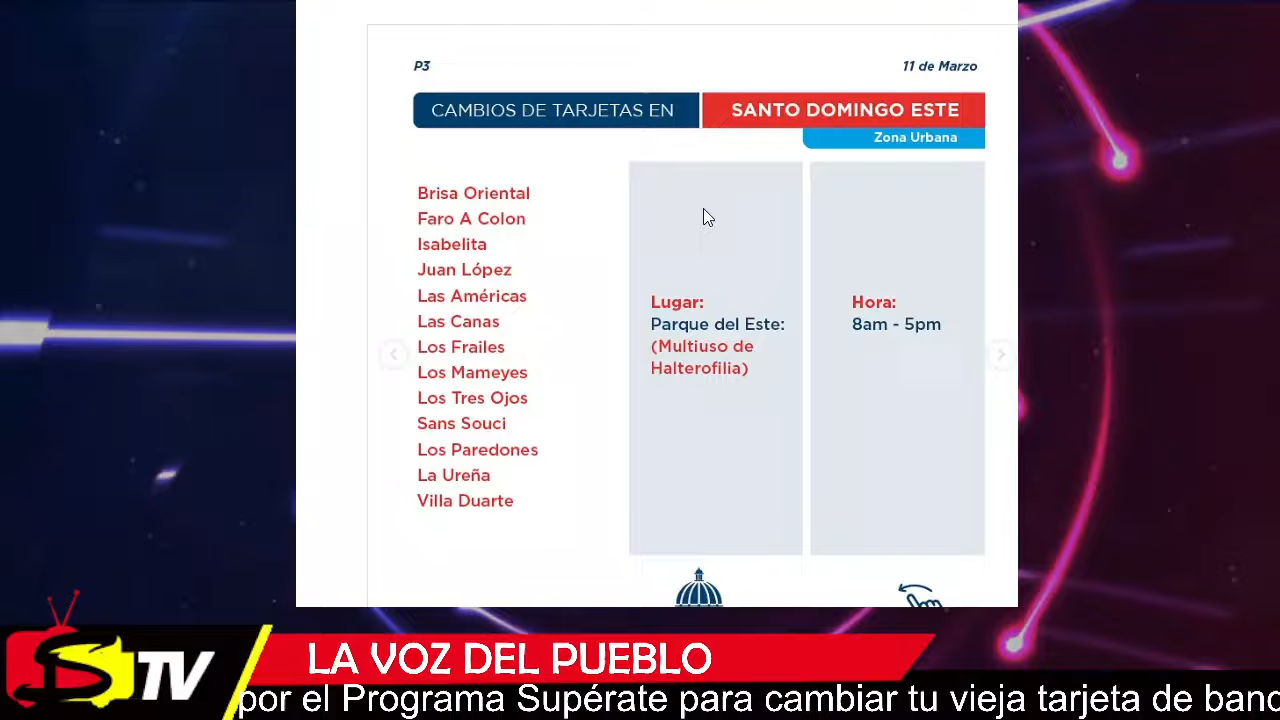 P3
11 de Marzo
CAMBIOS DE TARJETAS EN
SANTO DOMINGO ESTE
Zona Urbana
Brisa Oriental
Faro A Colon
Isabelita
Juan López
Las Américas
Las Canas
Los Frailes
Los Mameyes
Los Tres Ojos
Sans Souci
Los Paredones
La Ureña
Villa Duarte
Lugar:
Parque del Este:
(Multiuso de
Halterofilia)
Hora:
8am - 5pm
STV
LA VOZ DEL PUEBLO
por el Programa Supérate para cambiar tu vieja tarjeta de banc